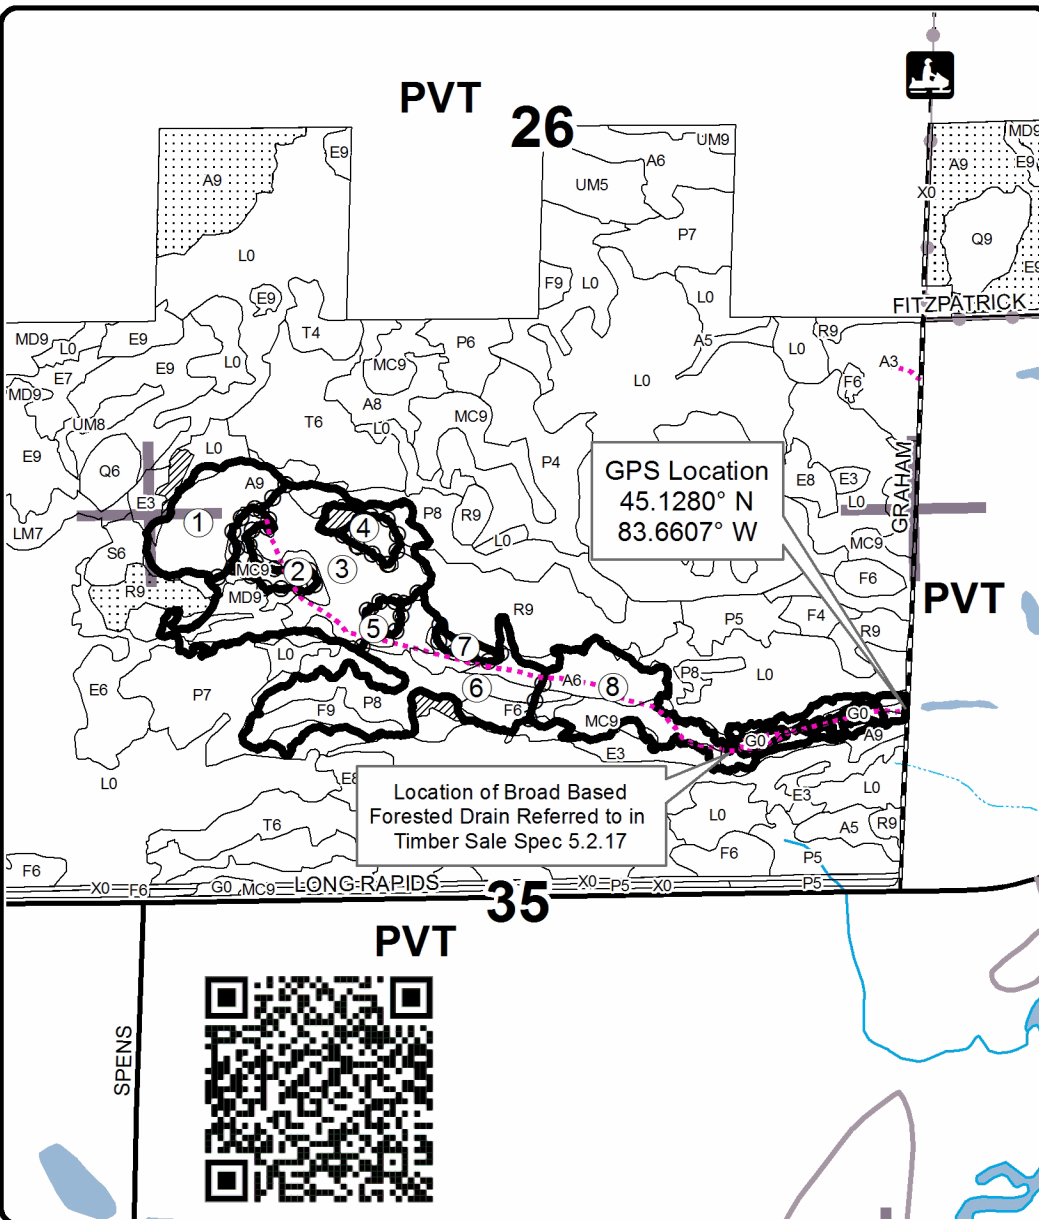 PVT
26
UM9
MD9
E9
A9
A6
A9
E9
UM5
X0
P7
Q9
L0
F9
L0
E9
E9
L0
FITZPATRICK
T4
R9
MD9
E9
P6
A5
L0
L0
L0
MC9
A3
E9
E7
L0
F6
MD9
A8
MC9
UM8
T6
L0
L0
E9
P4
GPS Location
45.1280° N
83.6607° W
Q6
A9
E8
E3
GRAHAM
E3
L0
1
4
P8
R9
LM7
L0
MC9
S6
MC9
2
3
F6
R9
MD9
PVT
R9
P5
F4
5
R9
7
L0
A6
P8
L0
E6
P7
6
8
P8
F9
F6
G0
MC9
A9
G0
E3
L0
E8
L0
Location of Broad Based
Forested Drain Referred to in
Timber Sale Spec 5.2.17
E3
L0
T6
A5
R9
F6
P5
F6
X0
F6
G0
MC9
LONG RAPIDS
X0
P5
X0
P5
35
PVT
SPENS